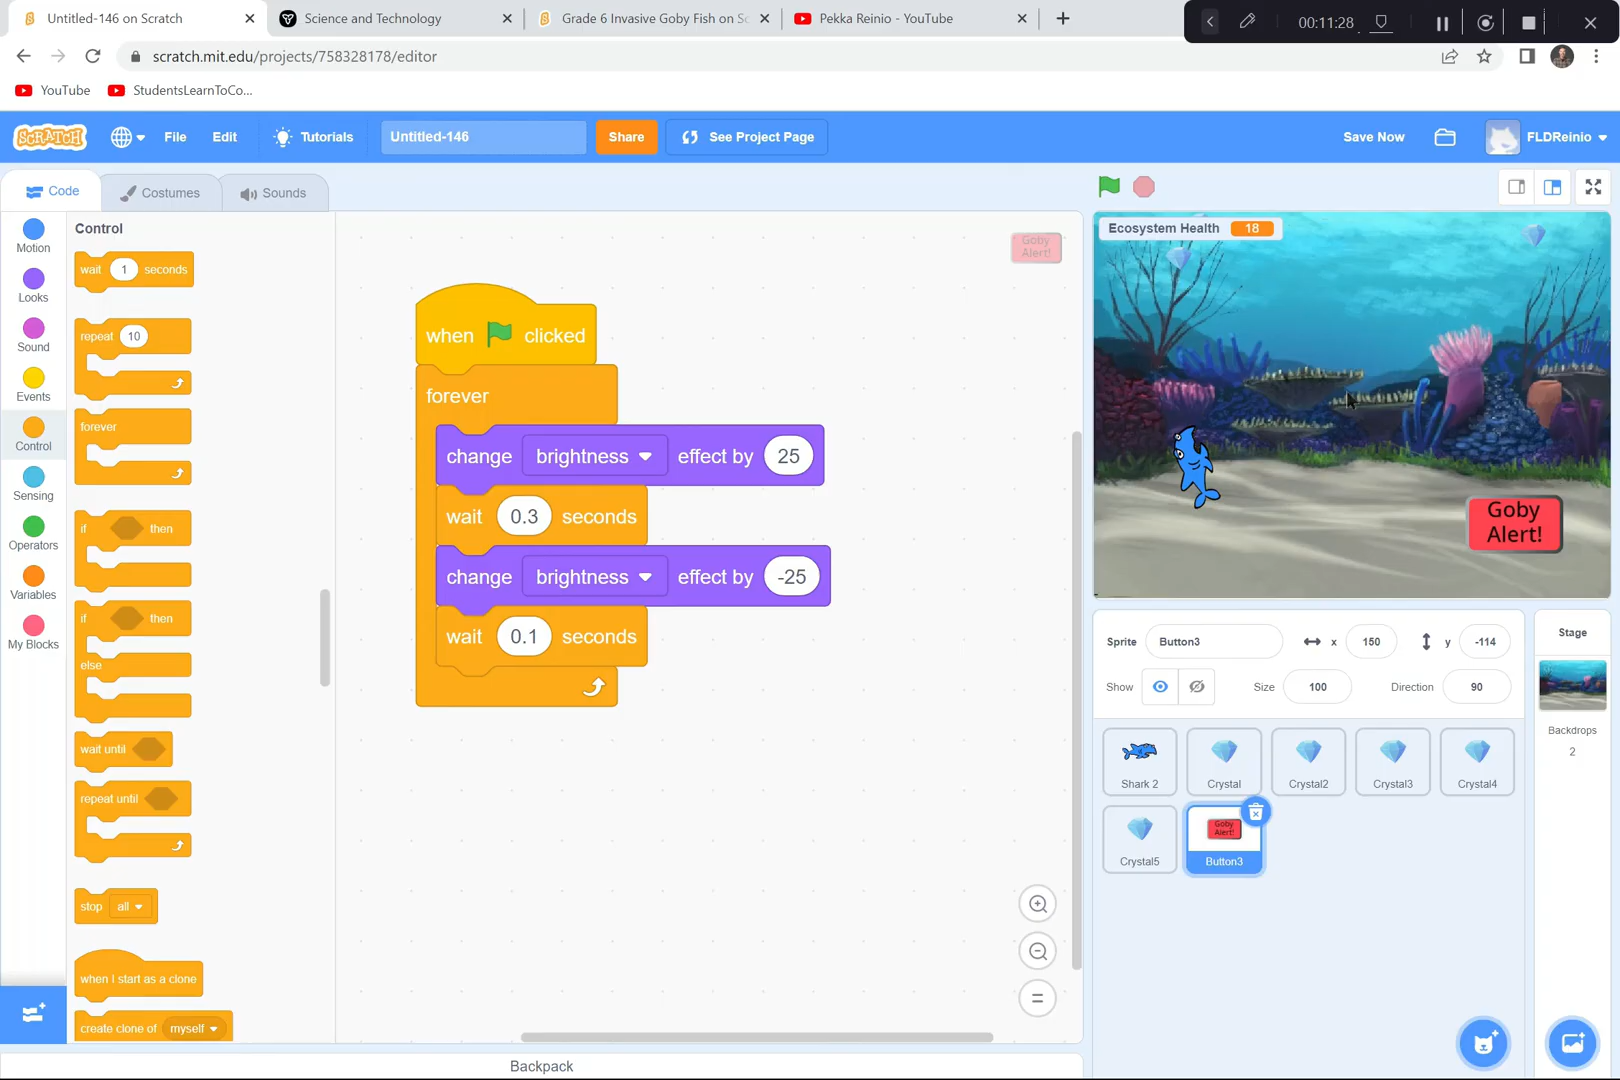 Untitled-146 on Scratch
Science and Technology
Grade 6 Invasive Goby Fish on Sc
Pekka Reinio - YouTube
00:11:28
scratch.mit.edu/projects/758328178/editor
YouTube
StudentsLearnToCo...
SCRATCH
File
Edit
Tutorials
Untitled-146
Share
See Project Page
Save Now
FLDReinio
Code
Costumes
Sounds
Motion
Looks
Sound
Events
Control
Sensing
Operators
Variables
My Blocks
Control
wait 1 seconds
repeat 10
forever
if then
if then
else
wait until
repeat until
stop all
when I start as a clone
create clone of myself
Goby
Alert!
when clicked
forever
change brightness effect by 25
wait 0.3 seconds
change brightness effect by -25
wait 0.1 seconds
Backpack
Ecosystem Health 18
Goby
Alert!
Sprite Button3 x 150 y -114
Show Size 100 Direction 90
Shark 2
Crystal
Crystal2
Crystal3
Crystal4
Crystal5
Goby
Alert!
Button3
Stage
Backdrops
2